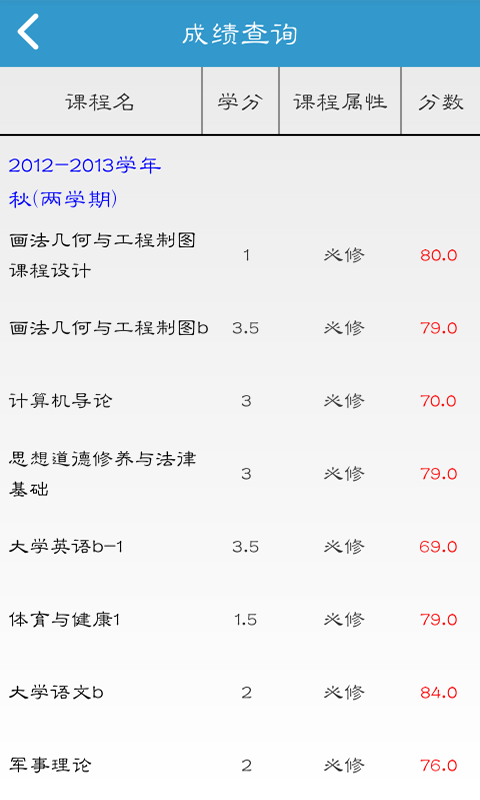 成绩查询
课程名 学分 课程属性 分数
2012-2013学年
秋(两学期)
画法几何与工程制图
课程设计 1 必修 80.0
画法几何与工程制图b 3.5 必修 79.0
计算机导论 3 必修 70.0
思想道德修养与法律
基础 3 必修 79.0
大学英语b-1 3.5 必修 69.0
体育与健康1 1.5 必修 79.0
大学语文b 2 必修 84.0
军事理论 2 必修 76.0